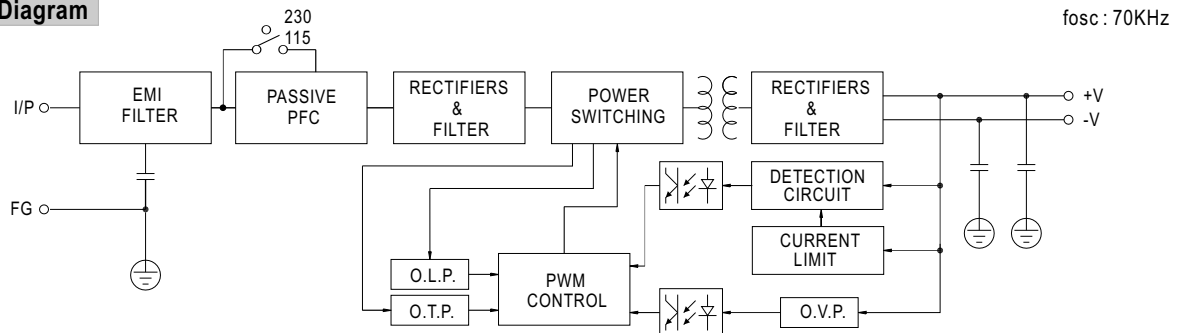 Diagram
fosc : 70KHz
230
115
I/P
EMI
FILTER
PASSIVE
PFC
RECTIFIERS
&
FILTER
POWER
SWITCHING
RECTIFIERS
&
FILTER
+V
-V
FG
DETECTION
CIRCUIT
CURRENT
LIMIT
O.L.P.
O.T.P.
PWM
CONTROL
O.V.P.